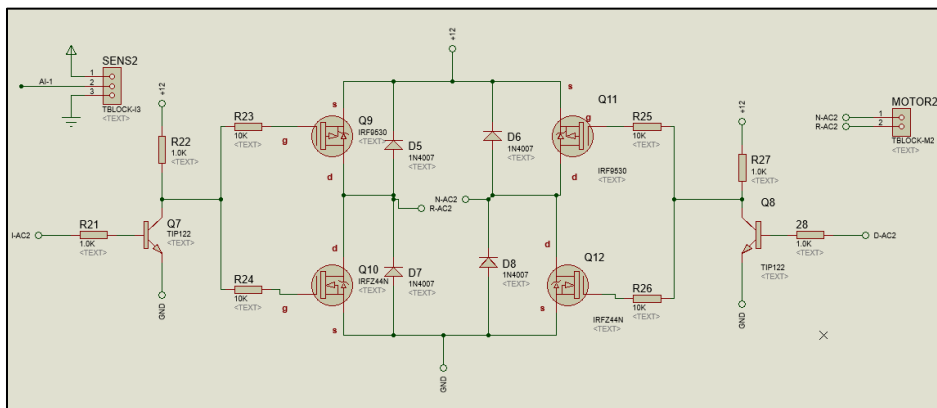 SENS2
AI-1
1
2
3
TBLOCK-I3
<TEXT>
+12
R22
1.0K
<TEXT>
R21
1.0K
<TEXT>
I-AC2
Q7
TIP122
<TEXT>
GND
R23
10K
<TEXT>
g
s
Q9
IRF9530
<TEXT>
d
R24
10K
<TEXT>
g
d
Q10
IRFZ44N
<TEXT>
s
+12
D5
1N4007
<TEXT>
D6
1N4007
<TEXT>
N-AC2
R-AC2
D7
1N4007
<TEXT>
D8
1N4007
<TEXT>
GND
s
Q11
g
IRF9530
<TEXT>
d
R25
10K
<TEXT>
d
Q12
IRFZ44N
<TEXT>
s
R26
10K
<TEXT>
+12
R27
1.0K
<TEXT>
Q8
TIP122
<TEXT>
28
1.0K
<TEXT>
D-AC2
GND
MOTOR2
N-AC2
R-AC2
1
2
TBLOCK-M2
<TEXT>